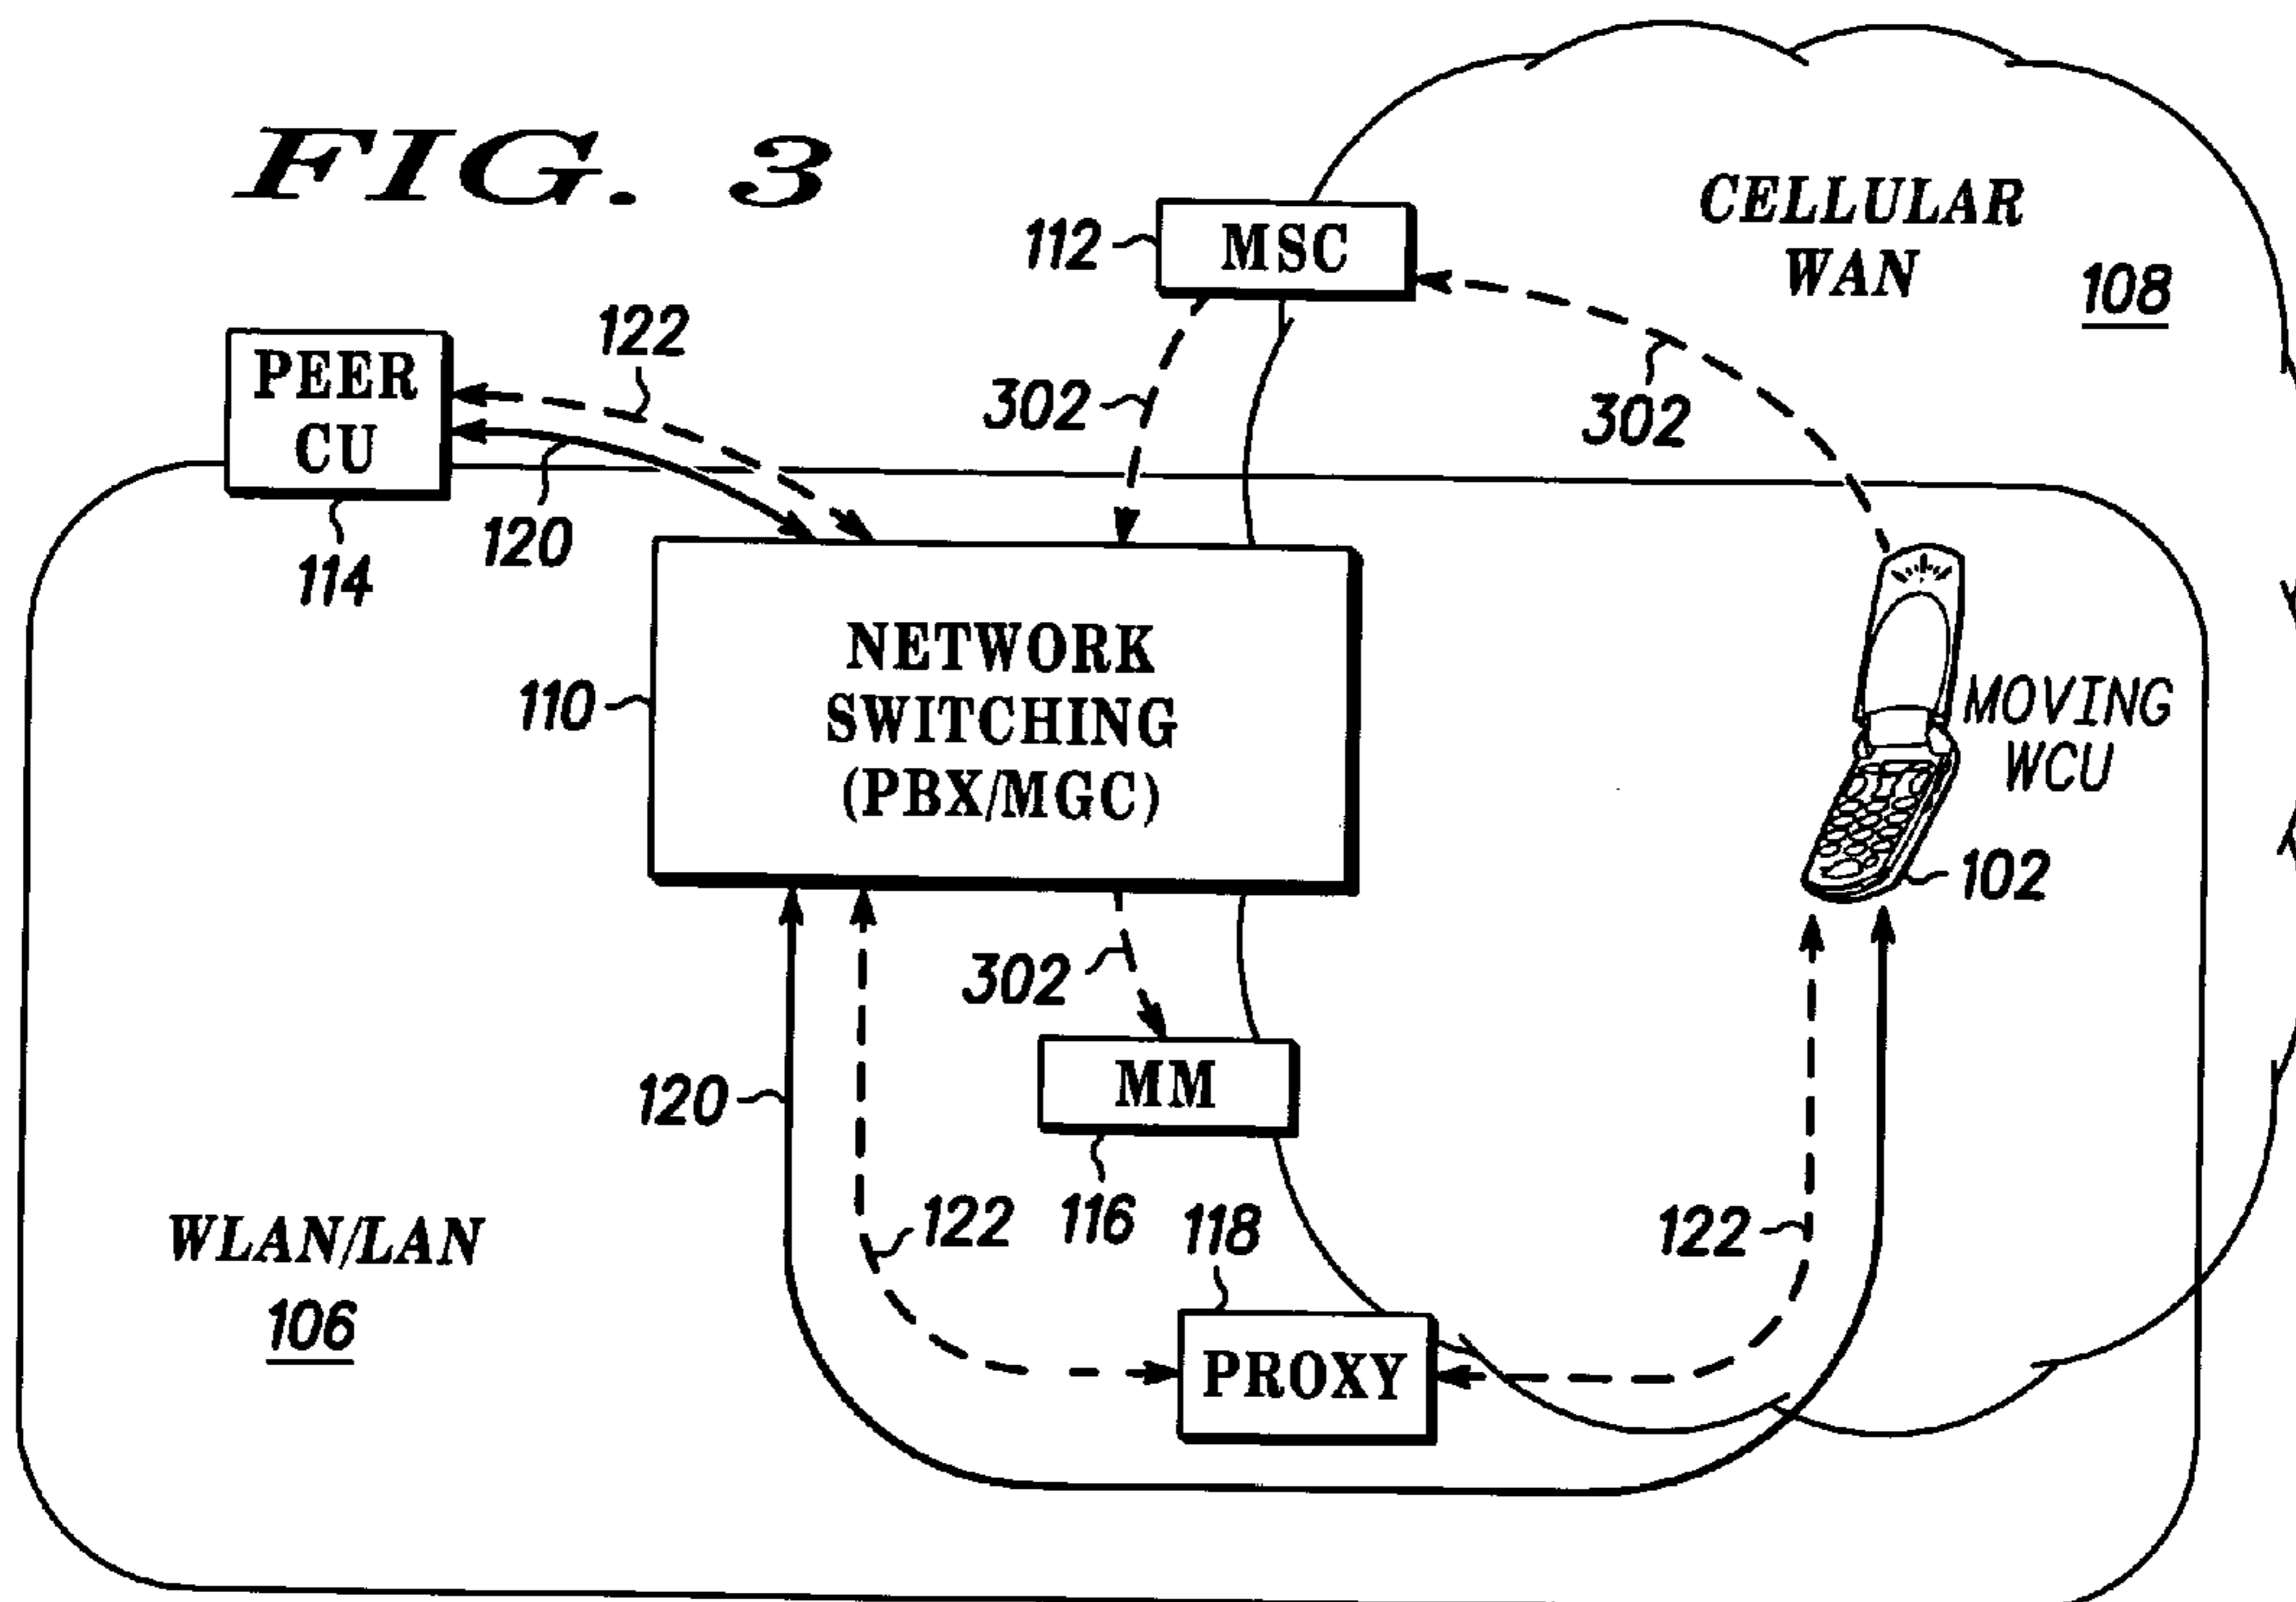 FIG. 3
CELLULAR
WAN
108
112
MSC
122
302
302
PEER
CU
120
114
NETWORK
SWITCHING
(PBX/MGC)
110
MOVING
WCU
102
302
MM
120
116
118
122
122
WLAN/LAN
106
PROXY